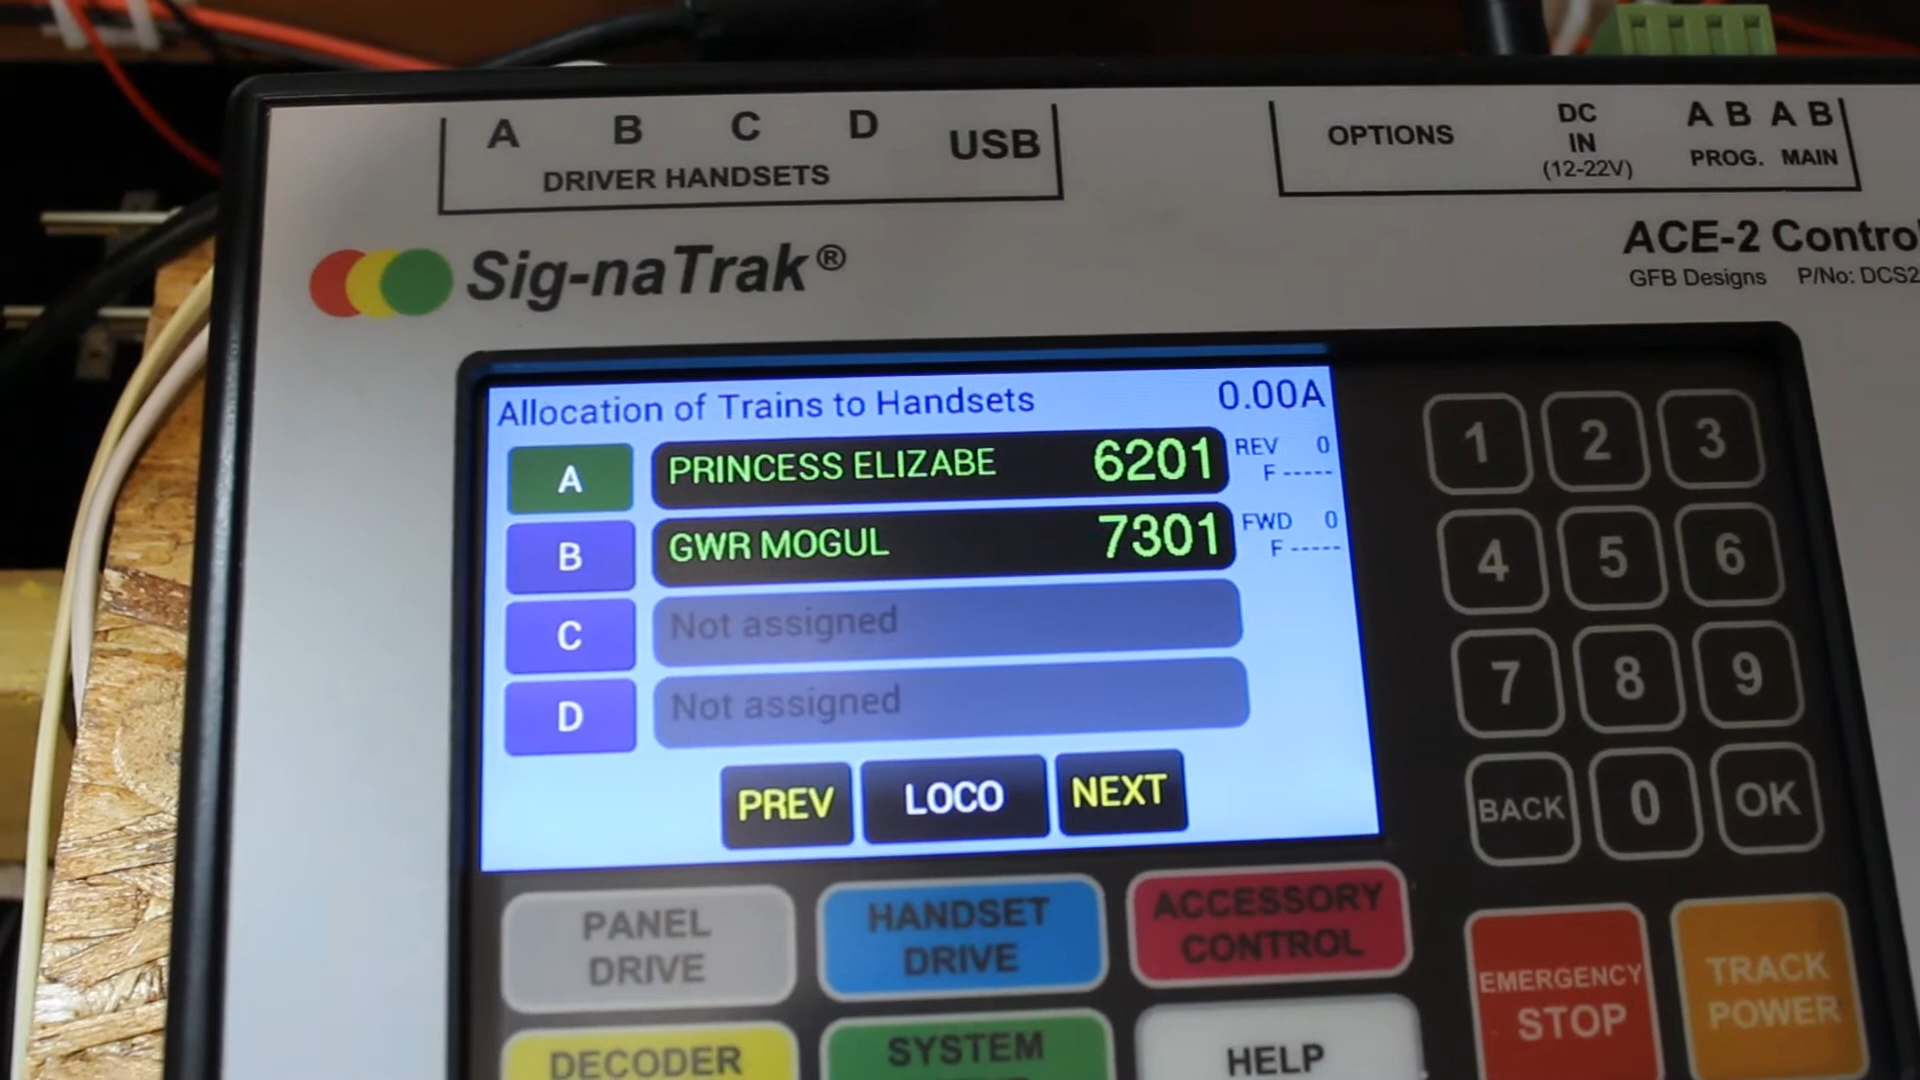 A B C D USB
DRIVER HANDSETS
OPTIONS
DC
IN
(12-22V)
A B A B
PROG. MAIN
Sig-naTrak®
ACE-2
GFB Designs P/No:
Allocation of Trains to Handsets 0.00A
A PRINCESS ELIZABE 6201 REV 0
F-----
B GWR MOGUL 7301 FWD 0
F-----
C Not assigned
D Not assigned
PREV LOCO NEXT
1 2 3
4 5 6
7 8 9
BACK 0 OK
PANEL
DRIVE
HANDSET
DRIVE
ACCESSORY
CONTROL
EMERGENCY
STOP
TRACK
POWER
DECODER
SYSTEM
HELP